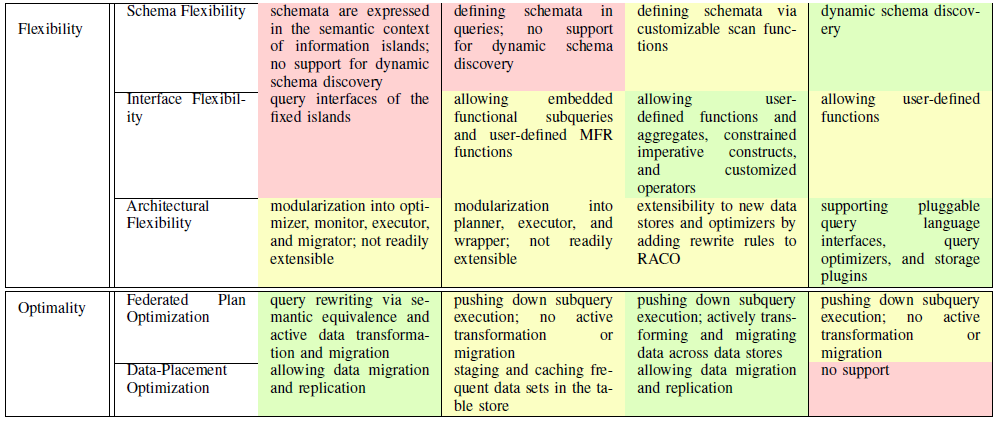 Flexibility
Schema Flexibility
schemata are expressed
in the semantic context
of information islands;
no support for dynamic
schema discovery
defining schemata in
queries; no support
for dynamic schema
discovery
defining schemata via
customizable scan func-
tions
dynamic schema discov-
ery
Interface Flexibil-
ity
query interfaces of the
fixed islands
allowing embedded
functional subqueries
and user-defined MFR
functions
allowing user-
defined functions and
aggregates, constrained
imperative constructs,
and customized
operators
allowing user-defined
functions
Architectural
Flexibility
modularization into opti-
mizer, monitor, executor,
and migrator; not readily
extensible
modularization into
planner, executor, and
wrapper; not readily
extensible
extensibility to new data
stores and optimizers by
adding rewrite rules to
RACO
supporting pluggable
query language
interfaces, query
optimizers, and storage
plugins
Optimality
Federated Plan
Optimization
query rewriting via se-
mantic equivalence and
active data transforma-
tion and migration
pushing down subquery
execution; no active
transformation or
migration
pushing down subquery
execution; actively trans-
forming and migrating
data across data stores
pushing down subquery
execution; no active
transformation or
migration
Data-Placement
Optimization
allowing data migration
and replication
staging and caching fre-
quent data sets in the ta-
ble store
allowing data migration
and replication
no support